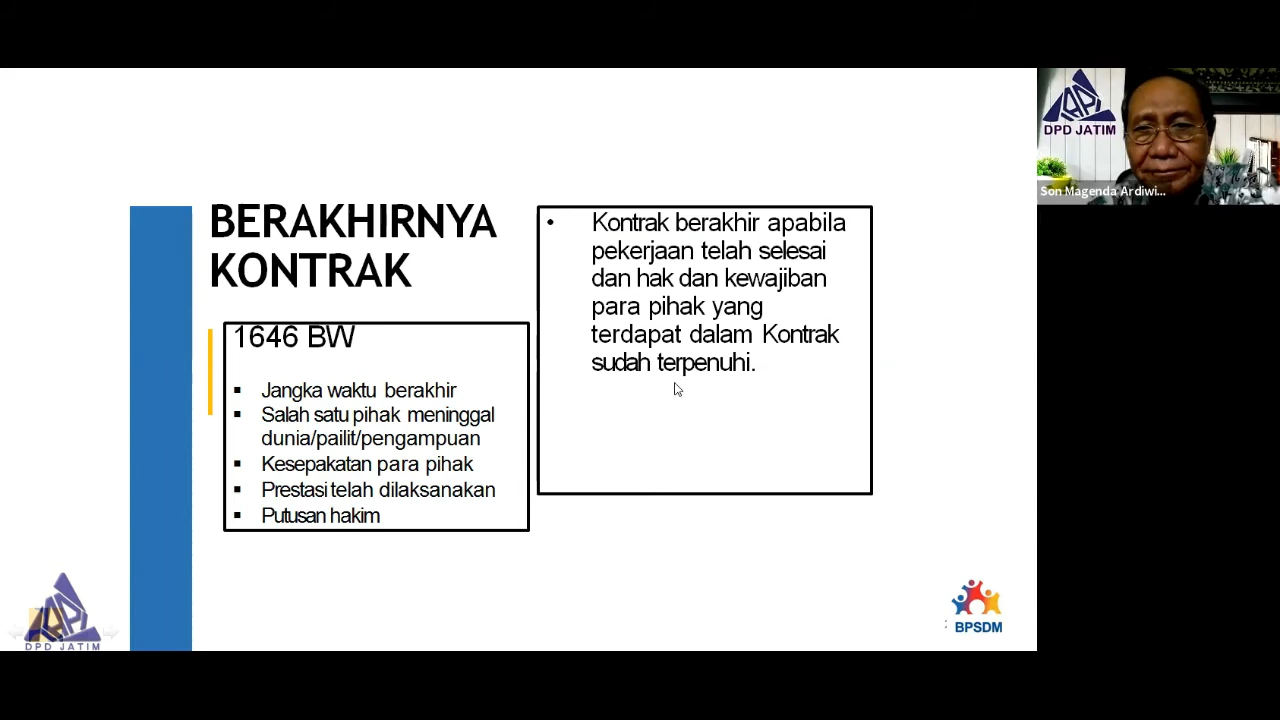 BERAKHIRNYA
KONTRAK
1646 BW
▪ Jangka waktu berakhir
▪ Salah satu pihak meninggal
dunia/pailit/pengampuan
▪ Kesepakatan para pihak
▪ Prestasi telah dilaksanakan
▪ Putusan hakim
• Kontrak berakhir apabila
pekerjaan telah selesai
dan hak dan kewajiban
para pihak yang
terdapat dalam Kontrak
sudah terpenuhi.
DPD JATIM
Son Magenda Ardiwi...
DPD JATIM
BPSDM